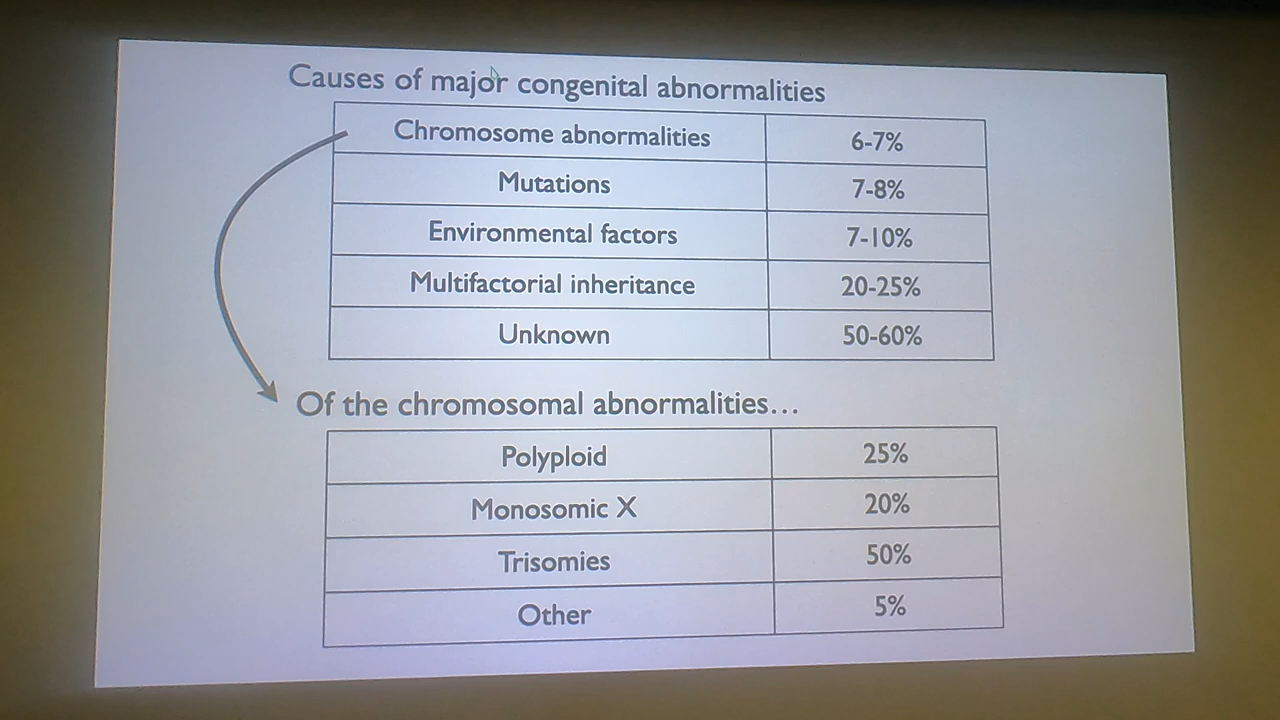 Causes of major congenital abnormalities
Chromosome abnormalities 6-7%
Mutations 7-8%
Environmental factors 7-10%
Multifactorial inheritance 20-25%
Unknown 50-60%
Of the chromosomal abnormalities...
Polyploid 25%
Monosomic X 20%
Trisomies 50%
Other 5%